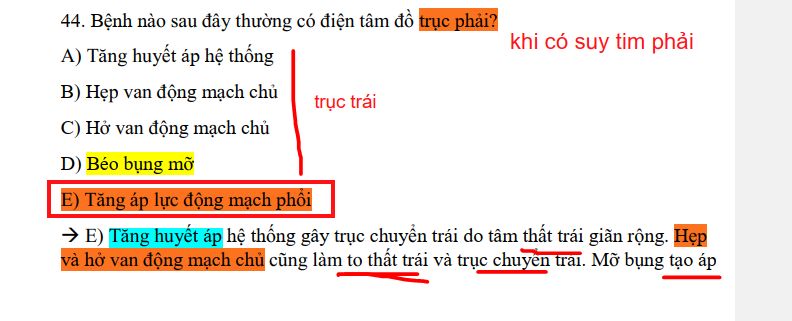 44. Bệnh nào sau đây thường có điện tâm đồ trục phải?
khi có suy tim phải
A) Tăng huyết áp hệ thống
B) Hẹp van động mạch chủ
trục trái
C) Hở van động mạch chủ
D) Béo bụng mỡ
E) Tăng áp lực động mạch phổi
→ E) Tăng huyết áp hệ thống gây trục chuyển trái do tâm thất trái giãn rộng. Hẹp
và hở van động mạch chủ cũng làm to thất trái và trục chuyển trái. Mỡ bụng tạo áp